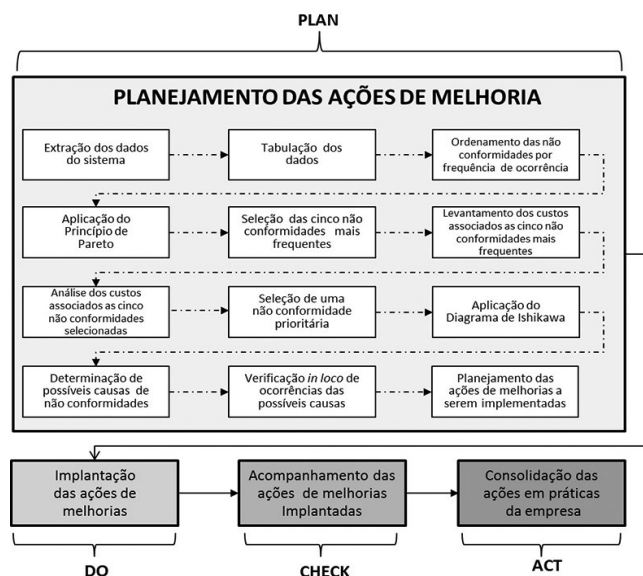 PLAN
PLANEJAMENTO DAS AÇÕES DE MELHORIA
Extração dos dados
do sistema
Tabulação dos
dados
Ordenamento das não
conformidades por
frequência de ocorrência
Aplicação do
Princípio de
Pareto
Seleção das cinco não
conformidades mais
frequentes
Levantamento dos custos
associados as cinco não
conformidades mais
frequentes
Análise dos custos
associados as cinco
não conformidades
selecionadas
Seleção de uma
não conformidade
prioritária
Aplicação do
Diagrama de Ishikawa
Determinação de
possíveis causas de
não conformidades
Verificação in loco de
ocorrências das
possíveis causas
Planejamento das
ações de melhorias a
serem implementadas
Implantação
das ações de
melhorias
Acompanhamento das
ações de melhorias
Implantadas
Consolidação das
ações em práticas
da empresa
DO
CHECK
ACT